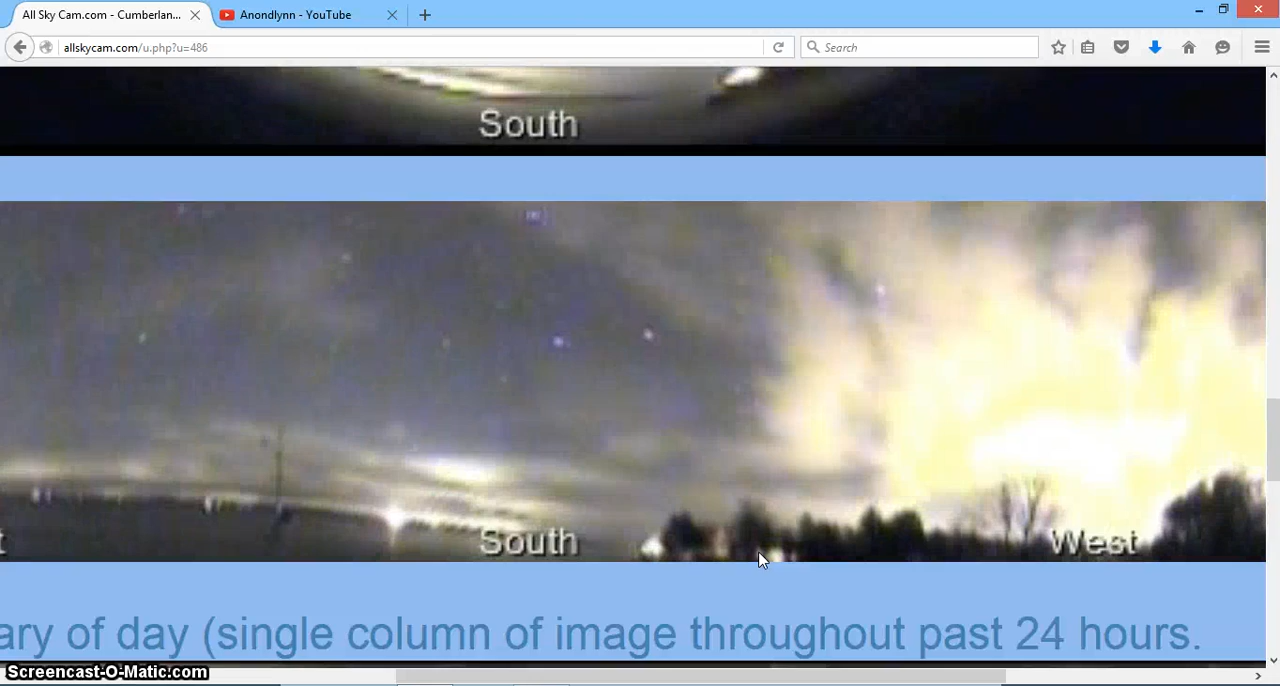 All Sky Cam.com - Cumberlan...
Anondlynn - YouTube
allskycam.com/u.php?u=486
Search
South
South
West
ary of day (single column of image throughout past 24 hours.
Screencast-O-Matic.com